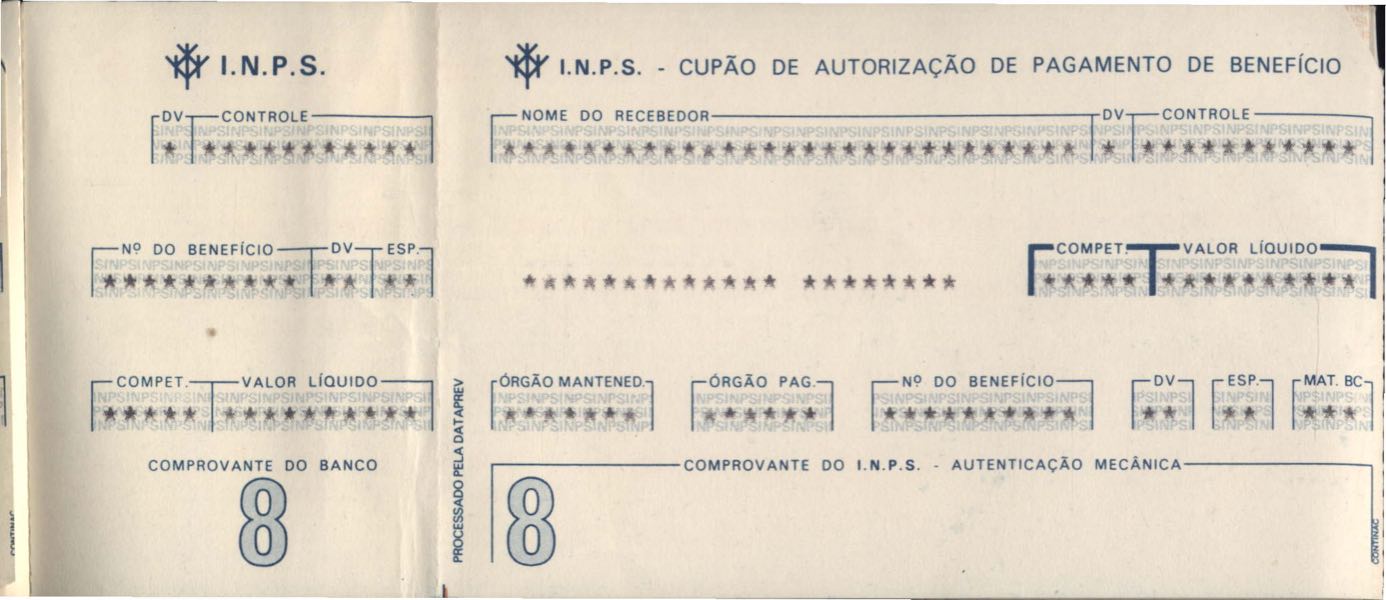 I.N.P.S.
DV CONTROLE
* * * * * * * * * * * *
Nº DO BENEFÍCIO DV ESP.
* * * * * * * * * * * * * *
COMPET. VALOR LÍQUIDO
* * * * * * * * * * * * * * *
COMPROVANTE DO BANCO
8
CONTINAC
PROCESSADO PELA DATAPREV
I.N.P.S. - CUPÃO DE AUTORIZAÇÃO DE PAGAMENTO DE BENEFÍCIO
NOME DO RECEBEDOR DV CONTROLE
* * * * * * * * * * * * * * * * * * * * * * * * * * * * * * * * * * * * * * * * *
COMPET VALOR LÍQUIDO
* * * * * * * * * * * * * * * * * * * * * * * * * * * * * * * * * * * *
ÓRGÃO MANTENED. ÓRGÃO PAG. Nº DO BENEFÍCIO DV ESP. MAT. BC
* * * * * * * * * * * * * * * * * * * * * * * * * * * * * *
COMPROVANTE DO I.N.P.S. - AUTENTICAÇÃO MECÂNICA
8
CONTINAC